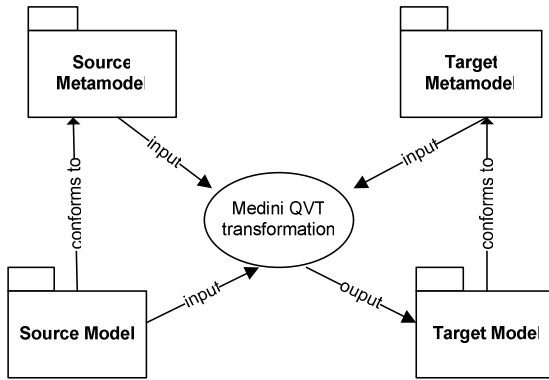 Source
Metamodel
Target
Metamodel
input
input
conforms to
conforms to
Medini QVT
transformation
input
ouput
Source Model
Target Model